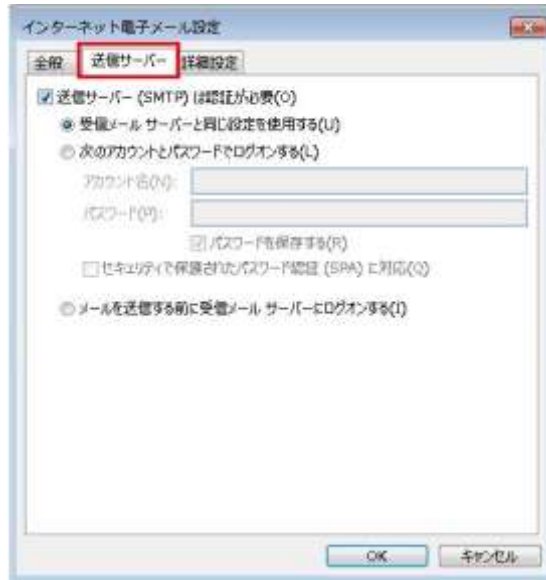 インターネット電子メール設定
全般 送信サーバー 詳細設定
送信サーバー (SMTP) は認証が必要(O)
受信メール サーバーと同じ設定を使用する(U)
次のアカウントとパスワードでログオンする(L)
アカウント名(N):
パスワード(P):
パスワードを保存する(R)
セキュリティで保護されたパスワード認証 (SPA) に対応(Q)
メールを送信する前に受信メール サーバーにログオンする(I)
OK キャンセル